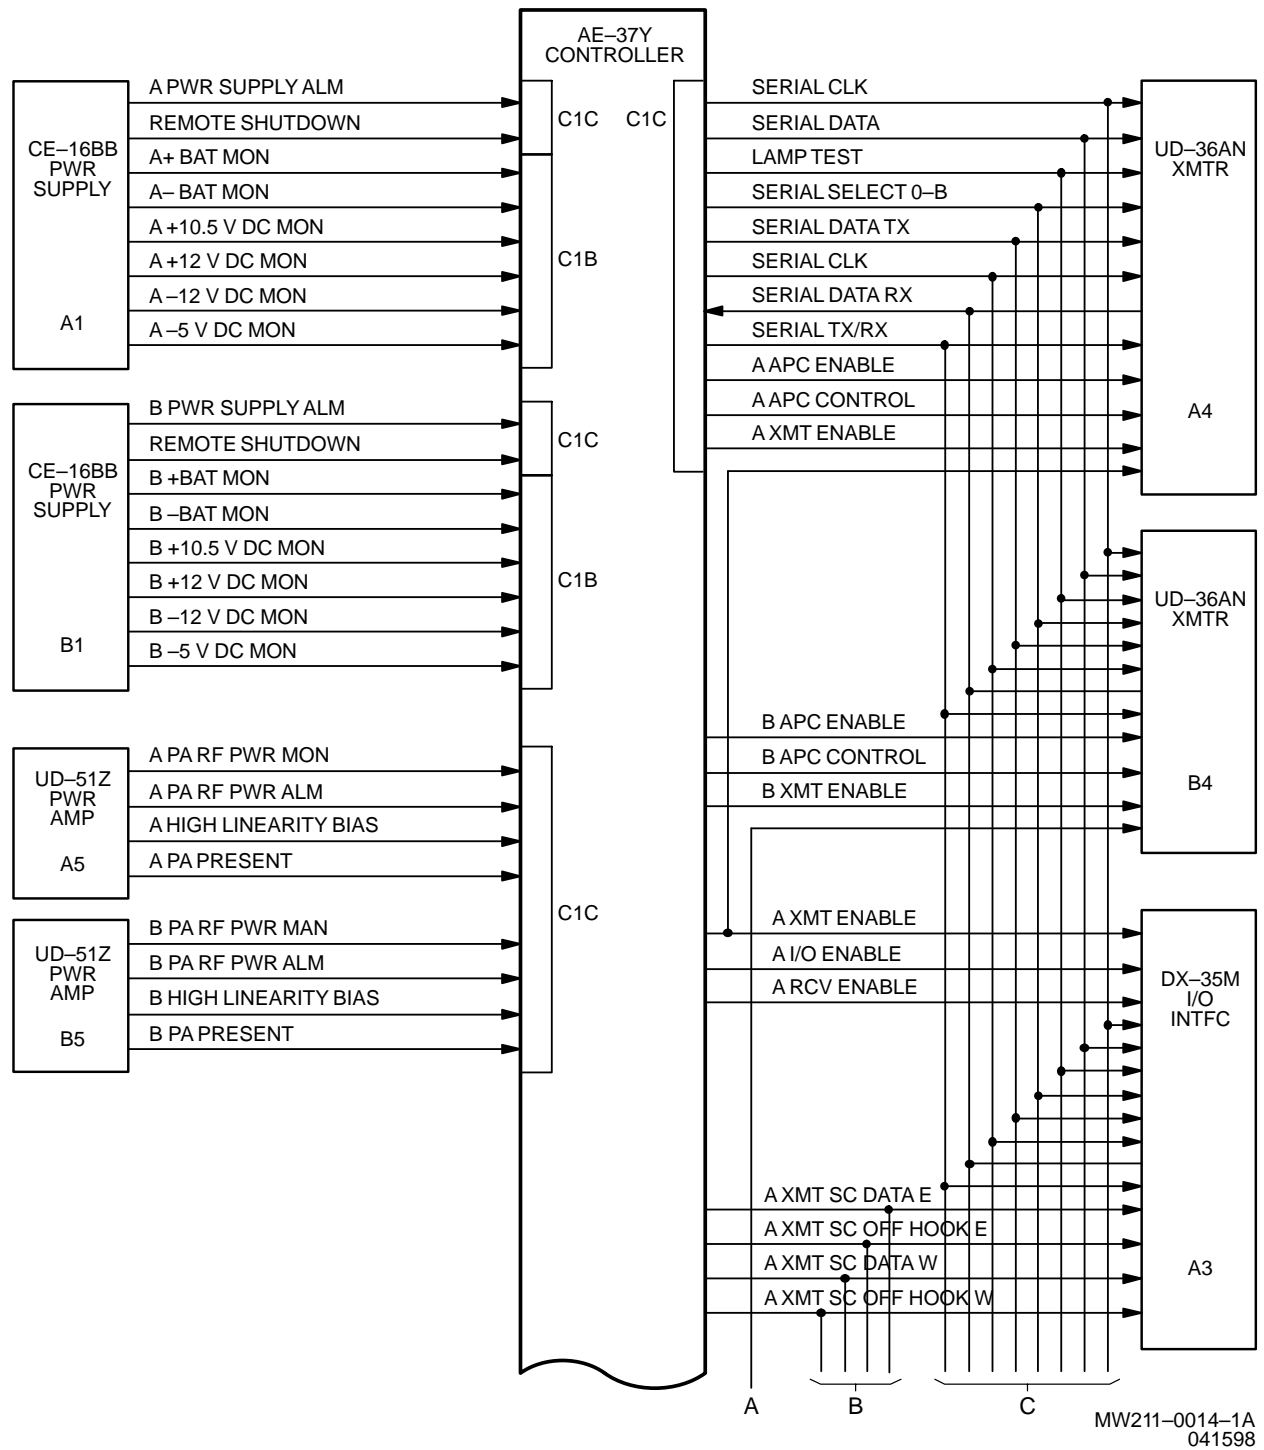 AE–37Y
CONTROLLER
CE–16BB
PWR
SUPPLY
A1
A PWR SUPPLY ALM
REMOTE SHUTDOWN
A+ BAT MON
A– BAT MON
A +10.5 V DC MON
A +12 V DC MON
A –12 V DC MON
A –5 V DC MON
C1C
C1B
CE–16BB
PWR
SUPPLY
B1
B PWR SUPPLY ALM
REMOTE SHUTDOWN
B +BAT MON
B –BAT MON
B +10.5 V DC MON
B +12 V DC MON
B –12 V DC MON
B –5 V DC MON
C1C
C1B
UD–51Z
PWR
AMP
A5
A PA RF PWR MON
A PA RF PWR ALM
A HIGH LINEARITY BIAS
A PA PRESENT
UD–51Z
PWR
AMP
B5
B PA RF PWR MAN
B PA RF PWR ALM
B HIGH LINEARITY BIAS
B PA PRESENT
C1C
C1C
SERIAL CLK
SERIAL DATA
LAMP TEST
SERIAL SELECT 0–B
SERIAL DATA TX
SERIAL CLK
SERIAL DATA RX
SERIAL TX/RX
A APC ENABLE
A APC CONTROL
A XMT ENABLE
UD–36AN
XMTR
A4
B APC ENABLE
B APC CONTROL
B XMT ENABLE
UD–36AN
XMTR
B4
A XMT ENABLE
A I/O ENABLE
A RCV ENABLE
A XMT SC DATA E
A XMT SC OFF HOOK E
A XMT SC DATA W
A XMT SC OFF HOOK W
DX–35M
I/O
INTFC
A3
A
B
C
MW211–0014–1A
041598